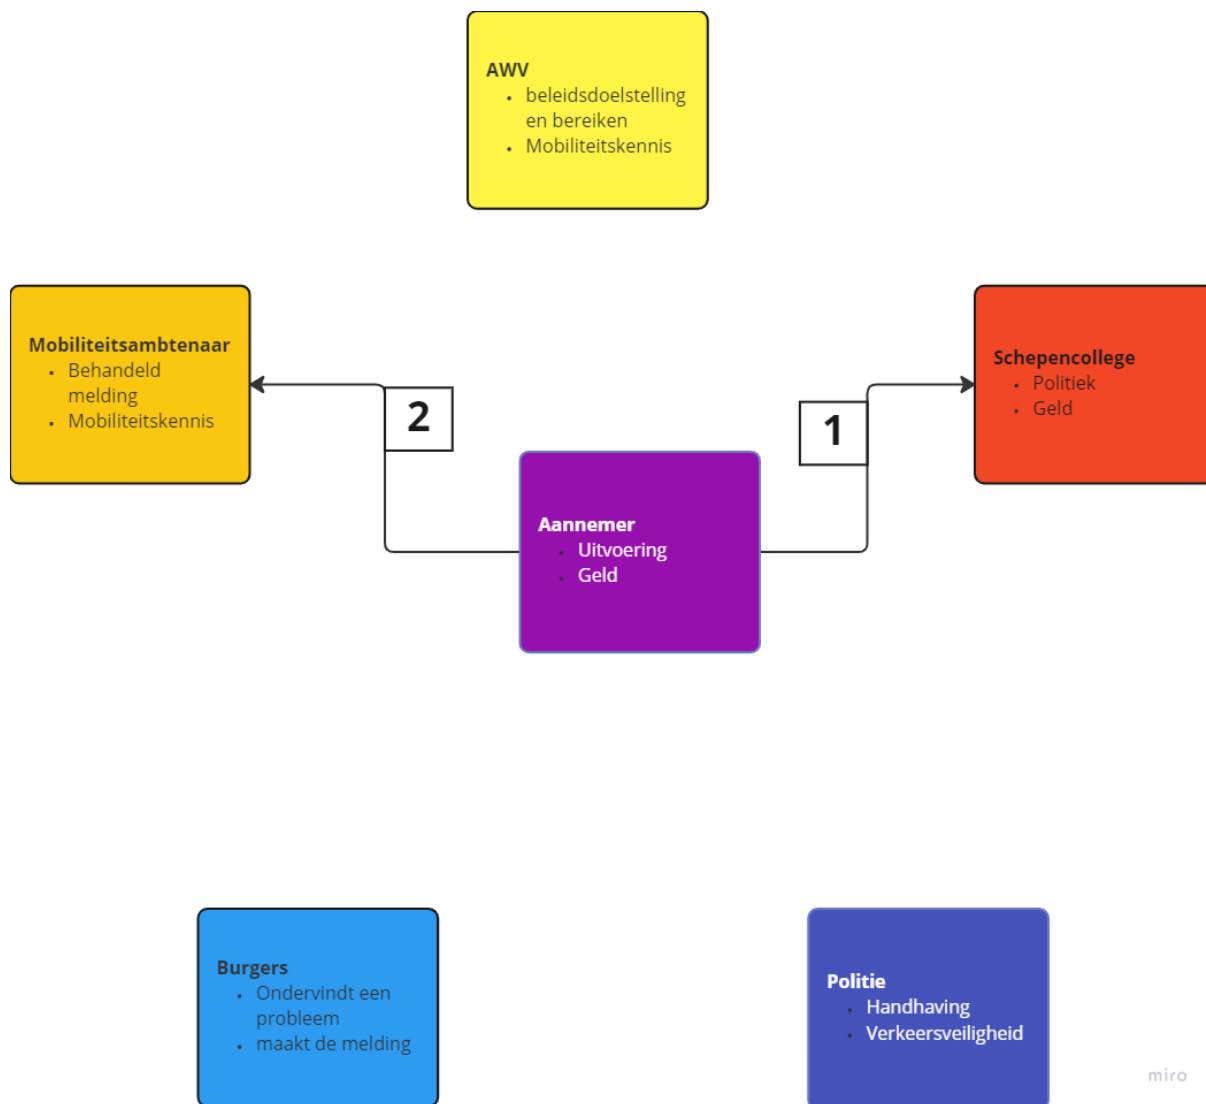 AWV
• beleidsdoelstelling
en bereiken
• Mobiliteitskennis
Mobiliteitsambtenaar
• Behandeld
melding
• Mobiliteitskennis
2
1
Schepencollege
• Politiek
• Geld
Aannemer
• Uitvoering
• Geld
Burgers
• Ondervindt een
probleem
• maakt de melding
Politie
• Handhaving
• Verkeersveiligheid
miro